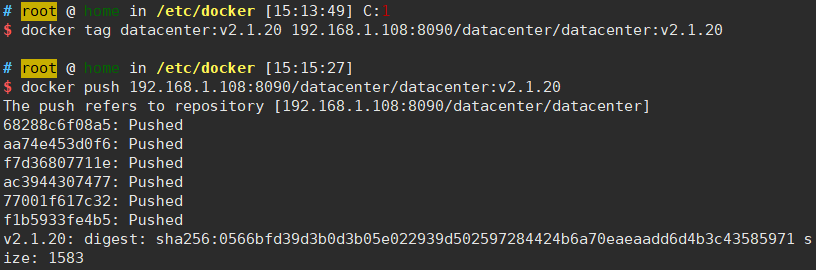 # root @ home in /etc/docker [15:13:49] C:1
$ docker tag datacenter:v2.1.20 192.168.1.108:8090/datacenter/datacenter:v2.1.20
# root @ home in /etc/docker [15:15:27]
$ docker push 192.168.1.108:8090/datacenter/datacenter:v2.1.20
The push refers to repository [192.168.1.108:8090/datacenter/datacenter]
68288c6f08a5: Pushed
aa74e453d0f6: Pushed
f7d36807711e: Pushed
ac3944307477: Pushed
77001f617c32: Pushed
f1b5933fe4b5: Pushed
v2.1.20: digest: sha256:0566bfd39d3b0d3b05e022939d502597284424b6a70eaeaadd6d4b3c43585971 s
ize: 1583